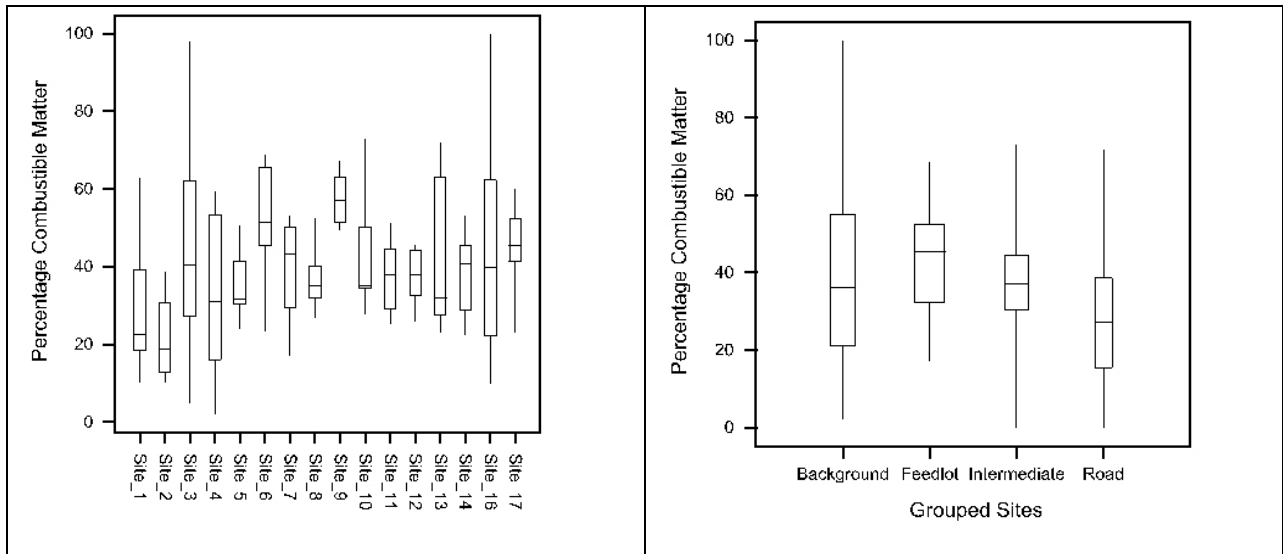 Percentage Combustible Matter
100
80
60
40
20
0
Site_1
Site_2
Site_3
Site_4
Site_5
Site_6
Site_7
Site_8
Site_9
Site_10
Site_11
Site_12
Site_13
Site_14
Site_16
Site_17
Percentage Combustible Matter
100
80
60
40
20
0
Background Feedlot Intermediate Road
Grouped Sites